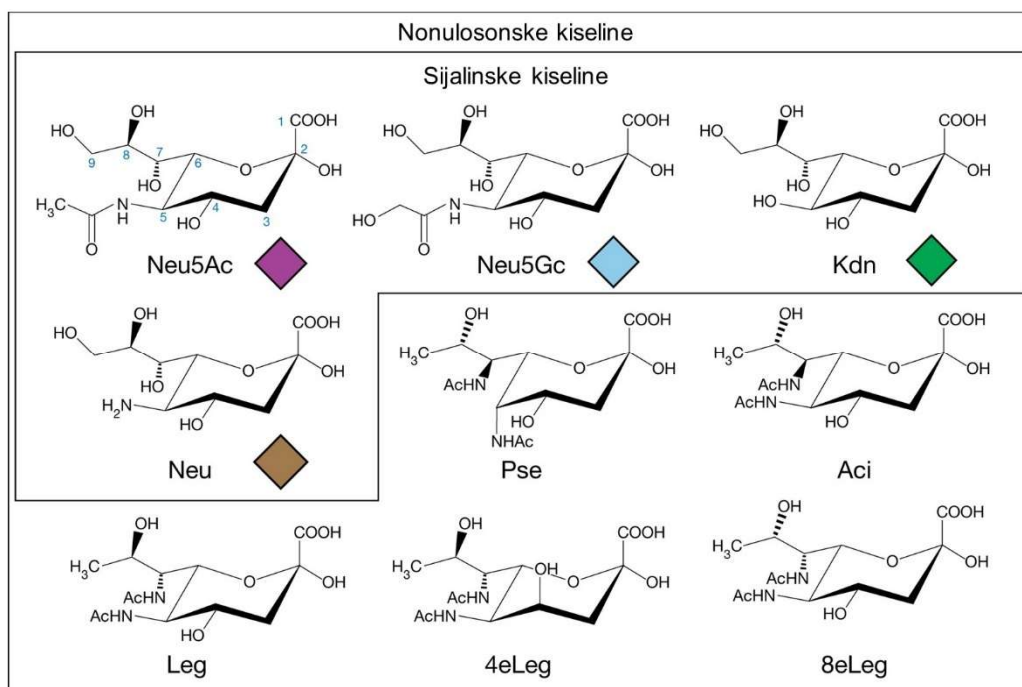 Nonulosonske kiseline
Sijalinske kiseline
OH
HO
9
8
7
HO
6
O
1
COOH
2
OH
H3C
O
H
N
5
HO
4
3
Neu5Ac
OH
HO
HO
O
COOH
OH
HO
O
H
N
HO
Neu5Gc
OH
HO
HO
O
COOH
OH
HO
HO
Kdn
OH
HO
HO
O
COOH
OH
H2N
HO
Neu
OH
H3C
AcHN
O
COOH
OH
HO
NHAc
Pse
OH
H3C
AcHN
O
COOH
OH
AcHN
HO
Aci
OH
H3C
AcHN
O
COOH
OH
AcHN
HO
Leg
OH
H3C
AcHN
OH
O
COOH
OH
AcHN
4eLeg
OH
H3C
AcHN
O
COOH
OH
AcHN
HO
8eLeg